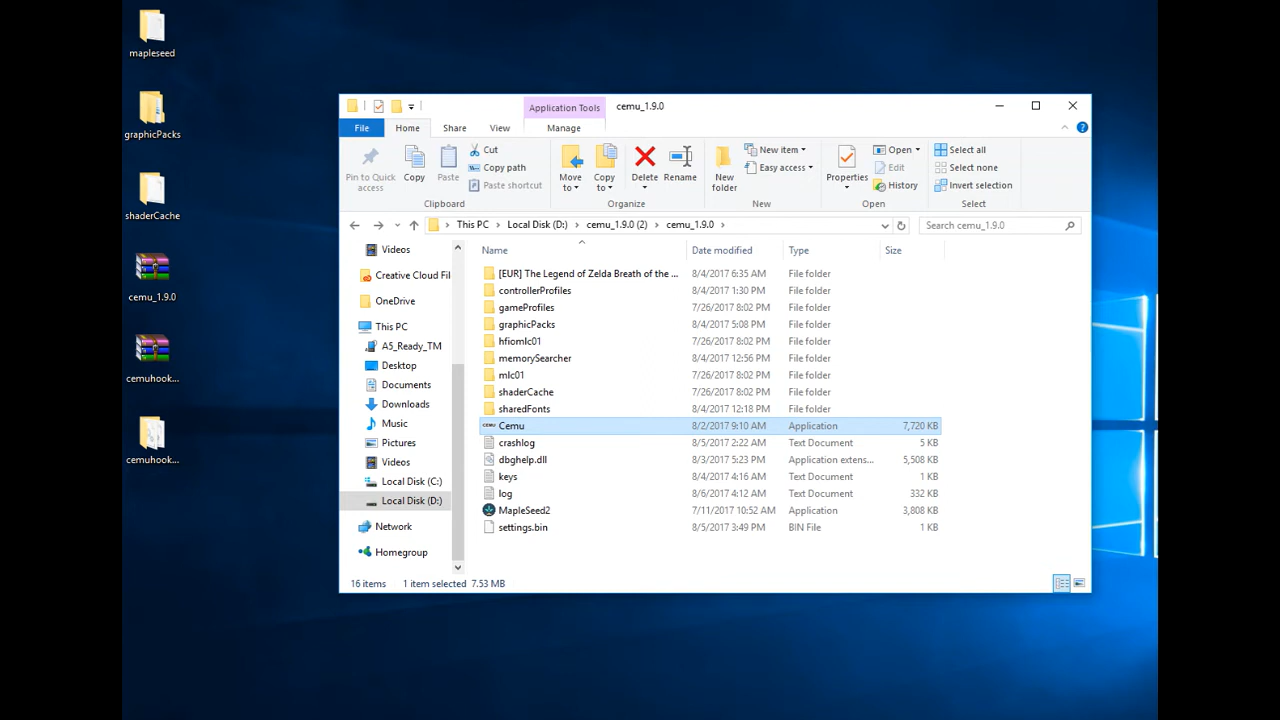 mapleseed
graphicPacks
shaderCache
cemu_1.9.0
cemuhook...
cemuhook...
Application Tools
cemu_1.9.0
File
Home
Share
View
Manage
Pin to Quick access
Copy
Paste
Cut
Copy path
Paste shortcut
Clipboard
Move to
Copy to
Delete
Rename
Organize
New folder
New item
Easy access
New
Properties
Open
Edit
History
Open
Select all
Select none
Invert selection
Select
This PC > Local Disk (D:) > cemu_1.9.0 (2) > cemu_1.9.0 >
Search cemu_1.9.0
Videos
Creative Cloud Fil
OneDrive
This PC
A5_Ready_TM
Desktop
Documents
Downloads
Music
Pictures
Videos
Local Disk (C:)
Local Disk (D:)
Network
Homegroup
Name Date modified Type Size
[EUR] The Legend of Zelda Breath of the ... 8/4/2017 6:35 AM File folder
controllerProfiles 8/4/2017 1:30 PM File folder
gameProfiles 7/26/2017 8:02 PM File folder
graphicPacks 8/4/2017 5:08 PM File folder
hfiomlc01 7/26/2017 8:02 PM File folder
memorySearcher 8/4/2017 12:56 PM File folder
mlc01 7/26/2017 8:02 PM File folder
shaderCache 7/26/2017 8:02 PM File folder
sharedFonts 8/4/2017 12:18 PM File folder
CEMU Cemu 8/2/2017 9:10 AM Application 7,720 KB
crashlog 8/5/2017 2:22 AM Text Document 5 KB
dbghelp.dll 8/3/2017 5:23 PM Application extens... 5,508 KB
keys 8/4/2017 4:16 AM Text Document 1 KB
log 8/6/2017 4:12 AM Text Document 332 KB
MapleSeed2 7/11/2017 10:52 AM Application 3,808 KB
settings.bin 8/5/2017 3:49 PM BIN File 1 KB
16 items 1 item selected 7.53 MB